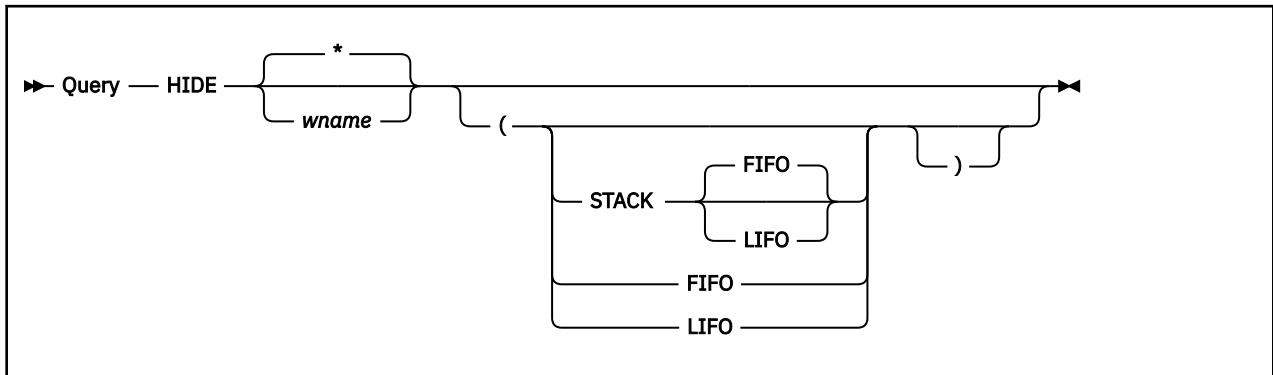 *
Query HIDE
wname
(
)
FIFO
STACK
LIFO
FIFO
LIFO